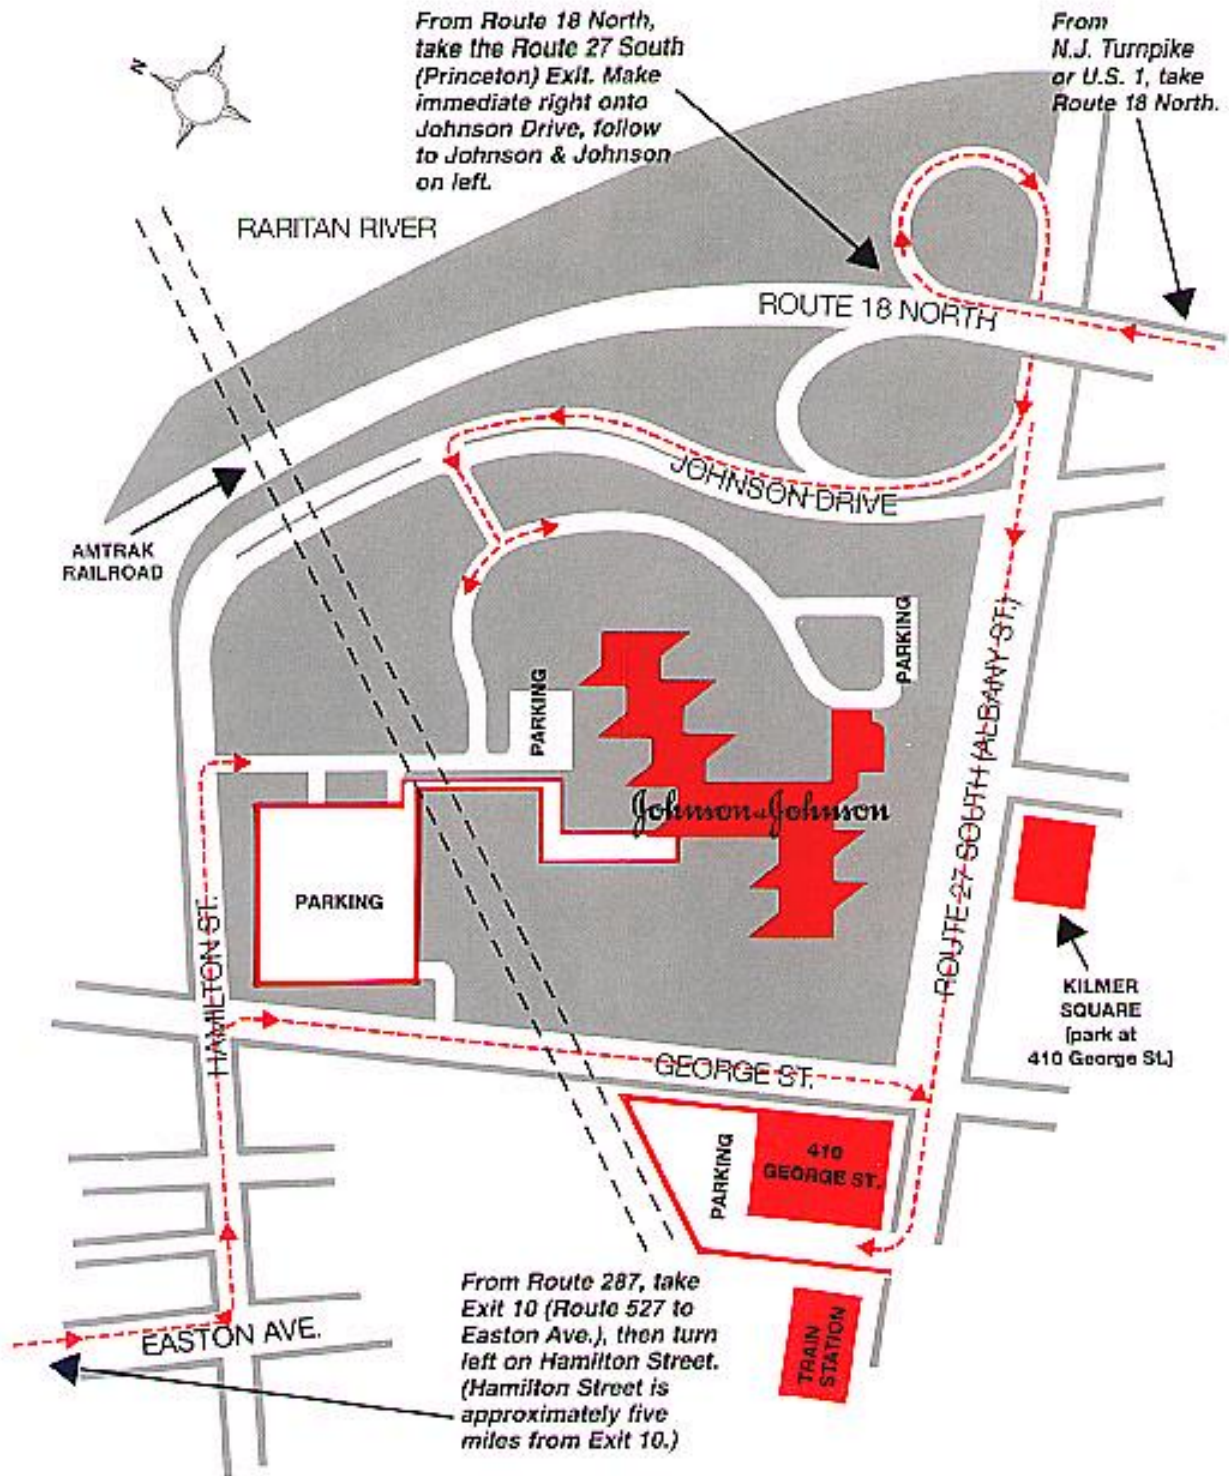 From Route 18 North,
take the Route 27 South
(Princeton) Exit. Make
immediate right onto
Johnson Drive, follow
to Johnson & Johnson
on left.
From
N.J. Turnpike
or U.S. 1, take
Route 18 North.
N
RARITAN RIVER
ROUTE 18 NORTH
JOHNSON DRIVE
AMTRAK
RAILROAD
PARKING
PARKING
ROUTE 27 SOUTH (ALBANY ST.)
Johnson & Johnson
PARKING
HAMILTON ST.
KILMER
SQUARE
[park at
410 George St.]
GEORGE ST.
PARKING
410
GEORGE ST.
From Route 287, take
Exit 10 (Route 527 to
Easton Ave.), then turn
left on Hamilton Street.
(Hamilton Street is
approximately five
miles from Exit 10.)
EASTON AVE.
TRAIN
STATION